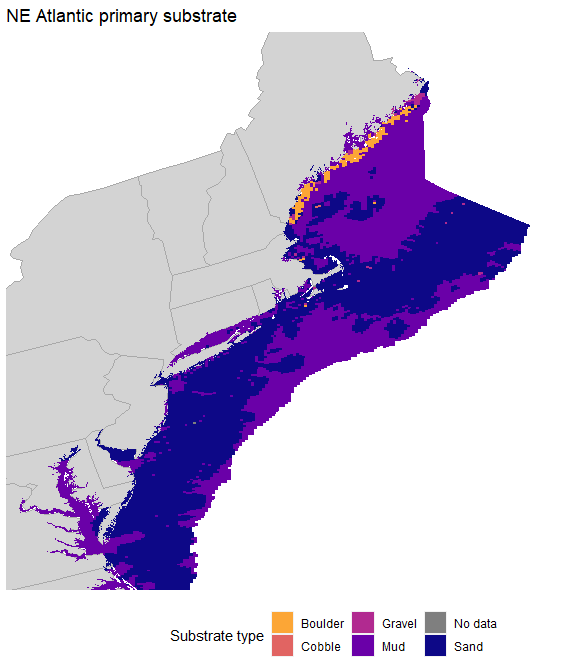 NE Atlantic primary substrate
Substrate type
Boulder
Gravel
No data
Cobble
Mud
Sand